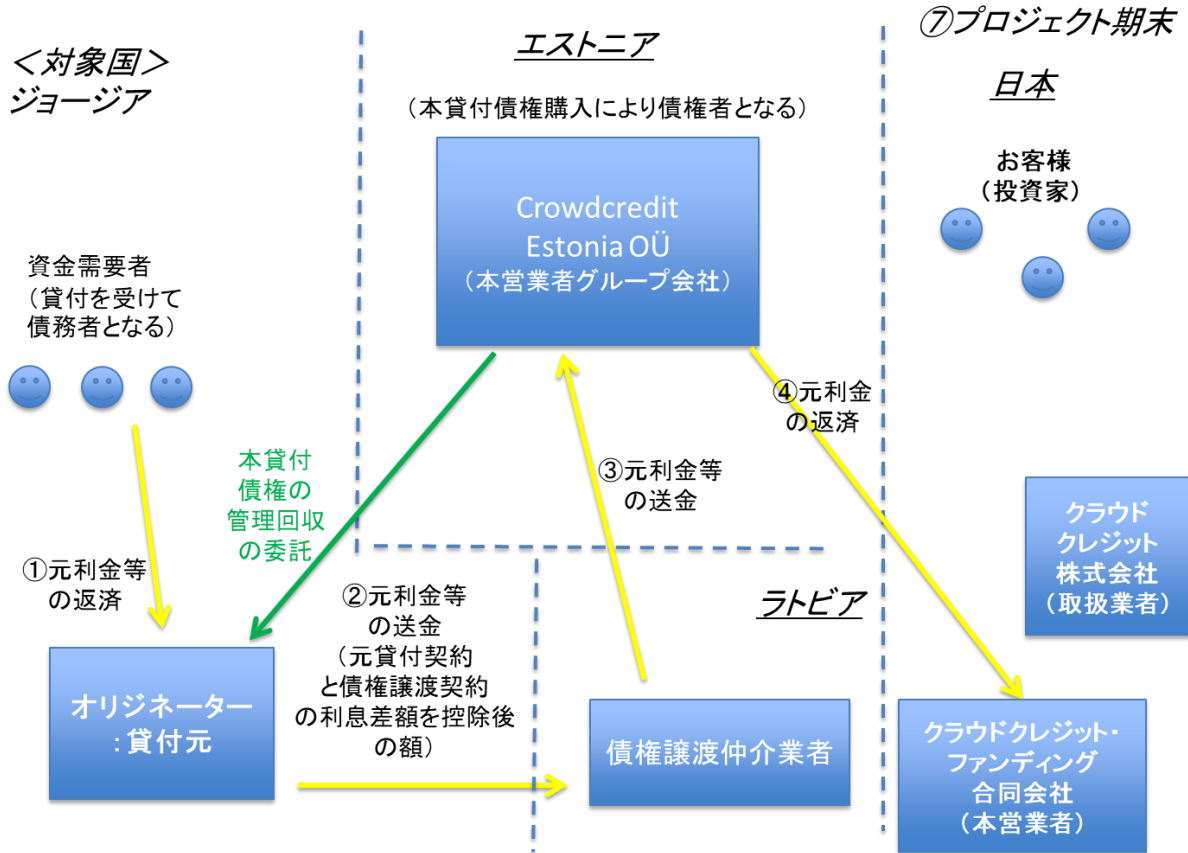 ＜対象国＞
ジョージア
エストニア
⑦プロジェクト期末
日本
（本貸付債権購入により債権者となる）
Crowdcredit
Estonia OÜ
（本営業者グループ会社）
お客様
（投資家）
資金需要者
（貸付を受けて
債務者となる）
①元利金等
の返済
本貸付
債権の
管理回収
の委託
②元利金等
の送金
（元貸付契約
と債権譲渡契約
の利息差額を控除後
の額）
③元利金等
の送金
④元利金
の返済
ラトビア
オリジネーター
：貸付元
債権譲渡仲介業者
クラウド
クレジット
株式会社
（取扱業者）
クラウドクレジット・
ファンディング
合同会社
（本営業者）